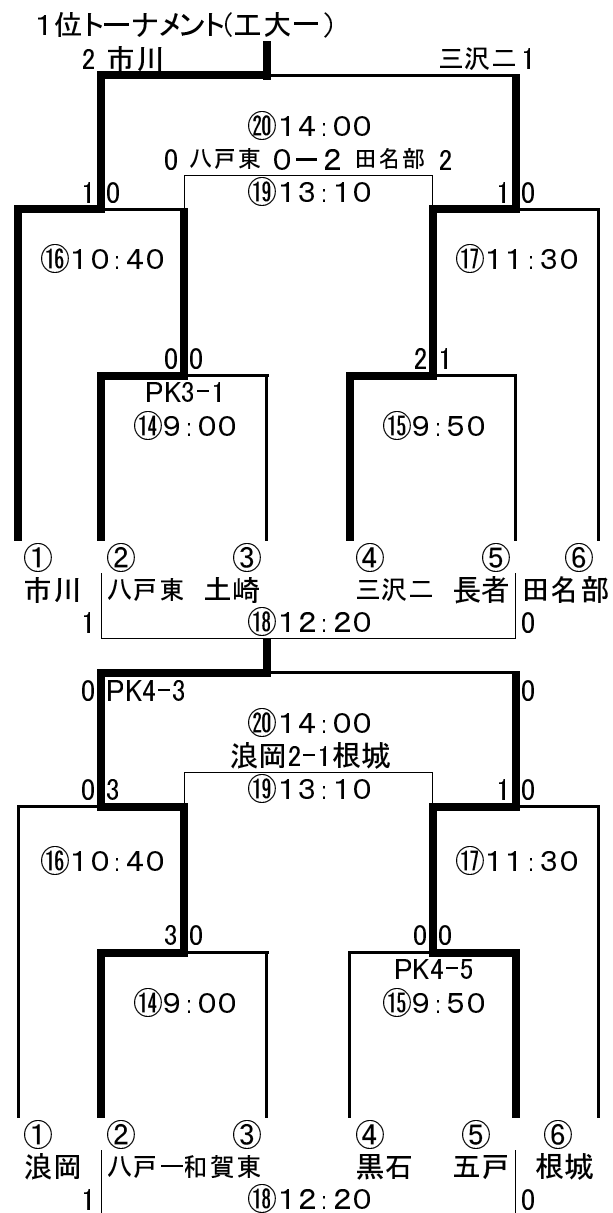 １位トーナメント(工大一)
2 市川 三沢二 1
⑳14:00
0 八戸東 0－2 田名部 2
⑲13:10
1 0 1 0
⑯10:40 ⑰11:30
0 0 2 1
PK3-1
⑭9:00 ⑮9:50
① ② ③ ④ ⑤ ⑥
市川 八戸東 土崎 三沢二 長者 田名部
1 ⑱12:20 0
0 PK4-3 0
⑳14:00
浪岡2-1根城
⑲13:10
0 3 1 0
⑯10:40 ⑰11:30
3 0 0 0
PK4-5
⑭9:00 ⑮9:50
① ② ③ ④ ⑤ ⑥
浪岡 八戸一 和賀東 黒石 五戸 根城
1 ⑱12:20 0